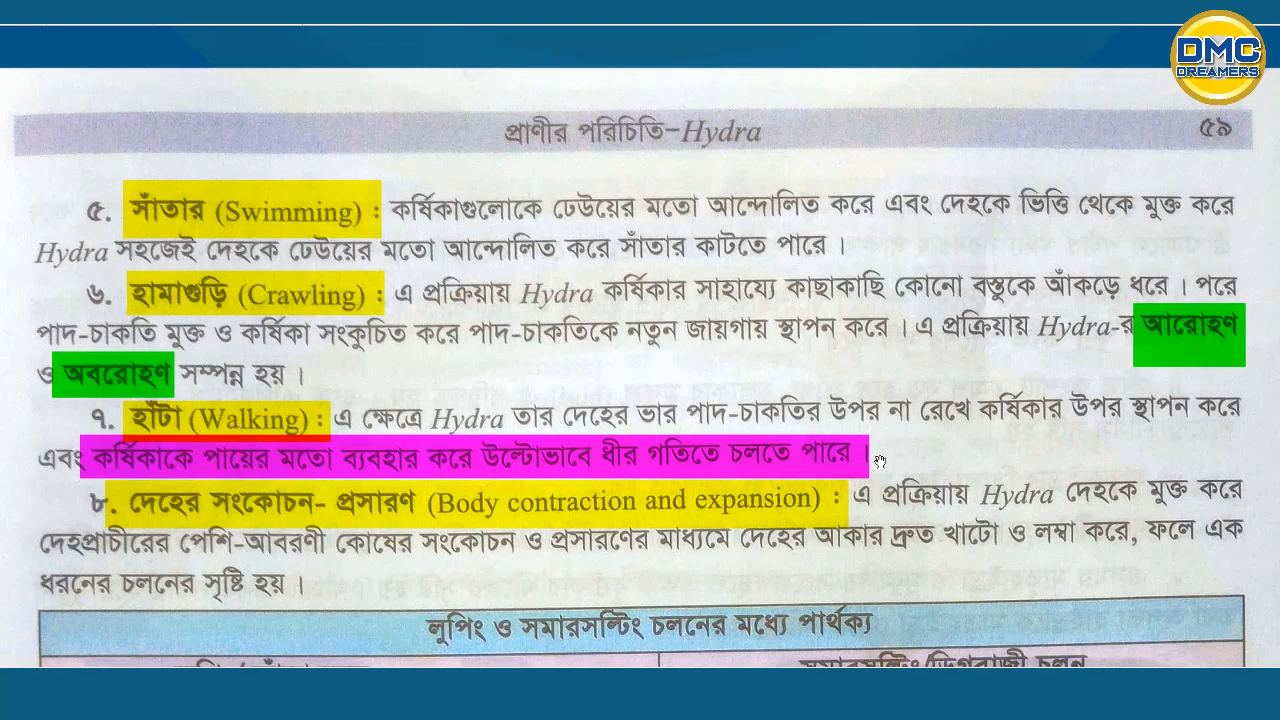 DMC
DREAMERS
প্রাণীর পরিচিতি-Hydra ৫৯
৫. সাঁতার (Swimming) : কর্ষিকাগুলোকে ঢেউয়ের মতো আন্দোলিত করে এবং দেহকে ভিত্তি থেকে মুক্ত করে
Hydra সহজেই দেহকে ঢেউয়ের মতো আন্দোলিত করে সাঁতার কাটতে পারে।
৬. হামাগুড়ি (Crawling) : এ প্রক্রিয়ায় Hydra কর্ষিকার সাহায্যে কাছাকাছি কোনো বস্তুকে আঁকড়ে ধরে। পরে
পাদ-চাকতি মুক্ত ও কর্ষিকা সংকুচিত করে পাদ-চাকতিকে নতুন জায়গায় স্থাপন করে। এ প্রক্রিয়ায় Hydra-র আরোহণ
ও অবরোহণ সম্পন্ন হয়।
৭. হাঁটা (Walking) : এ ক্ষেত্রে Hydra তার দেহের ভার পাদ-চাকতির উপর না রেখে কর্ষিকার উপর স্থাপন করে
এবং কর্ষিকাকে পায়ের মতো ব্যবহার করে উল্টোভাবে ধীর গতিতে চলতে পারে।
৮. দেহের সংকোচন- প্রসারণ (Body contraction and expansion) : এ প্রক্রিয়ায় Hydra দেহকে মুক্ত করে
দেহপ্রাচীরের পেশি-আবরণী কোষের সংকোচন ও প্রসারণের মাধ্যমে দেহের আকার দ্রুত খাটো ও লম্বা করে, ফলে এক
ধরনের চলনের সৃষ্টি হয়।
লুপিং ও সমারসল্টিং চলনের মধ্যে পার্থক্য
সমারসল্টিং/ডিগবাজী চলন